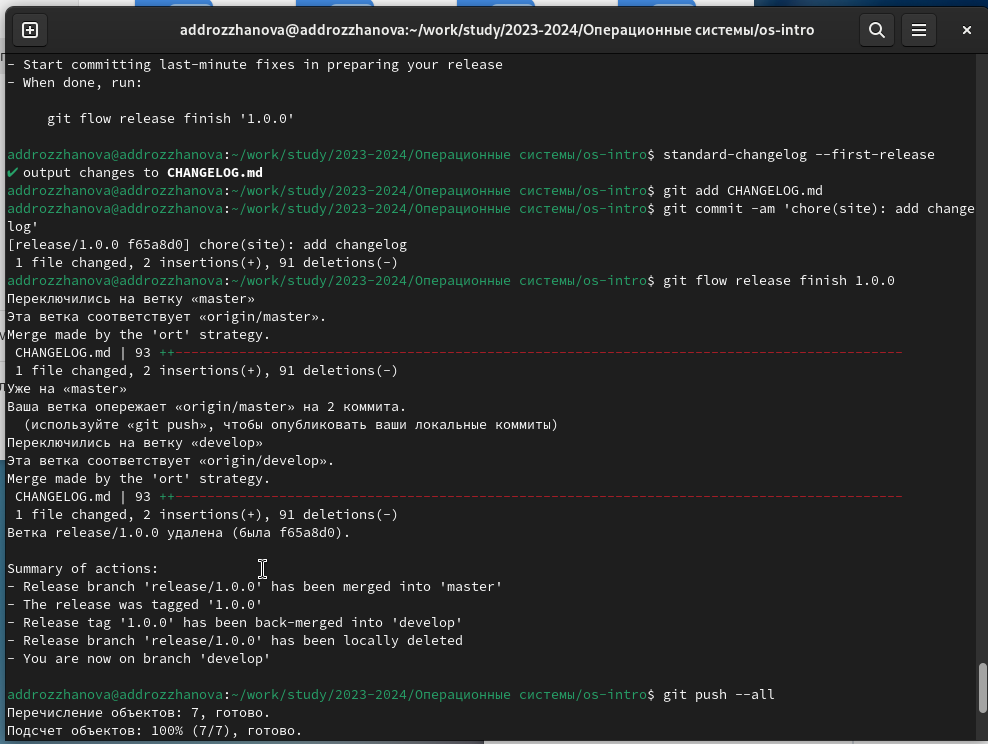 addrozzhanova@addrozzhanova:~/work/study/2023-2024/Операционные системы/os-intro
- Start committing last-minute fixes in preparing your release
- When done, run:
git flow release finish '1.0.0'
addrozzhanova@addrozzhanova:~/work/study/2023-2024/Операционные системы/os-intro$ standard-changelog --first-release
✔ output changes to CHANGELOG.md
addrozzhanova@addrozzhanova:~/work/study/2023-2024/Операционные системы/os-intro$ git add CHANGELOG.md
addrozzhanova@addrozzhanova:~/work/study/2023-2024/Операционные системы/os-intro$ git commit -am 'chore(site): add change
log'
[release/1.0.0 f65a8d0] chore(site): add changelog
1 file changed, 2 insertions(+), 91 deletions(-)
addrozzhanova@addrozzhanova:~/work/study/2023-2024/Операционные системы/os-intro$ git flow release finish 1.0.0
Переключились на ветку «master»
Эта ветка соответствует «origin/master».
Merge made by the 'ort' strategy.
CHANGELOG.md | 93 ++-------------------------------------------------------------------------------------------
1 file changed, 2 insertions(+), 91 deletions(-)
Уже на «master»
Ваша ветка опережает «origin/master» на 2 коммита.
(используйте «git push», чтобы опубликовать ваши локальные коммиты)
Переключились на ветку «develop»
Эта ветка соответствует «origin/develop».
Merge made by the 'ort' strategy.
CHANGELOG.md | 93 ++-------------------------------------------------------------------------------------------
1 file changed, 2 insertions(+), 91 deletions(-)
Ветка release/1.0.0 удалена (была f65a8d0).
Summary of actions:
- Release branch 'release/1.0.0' has been merged into 'master'
- The release was tagged '1.0.0'
- Release tag '1.0.0' has been back-merged into 'develop'
- Release branch 'release/1.0.0' has been locally deleted
- You are now on branch 'develop'
addrozzhanova@addrozzhanova:~/work/study/2023-2024/Операционные системы/os-intro$ git push --all
Перечисление объектов: 7, готово.
Подсчет объектов: 100% (7/7), готово.